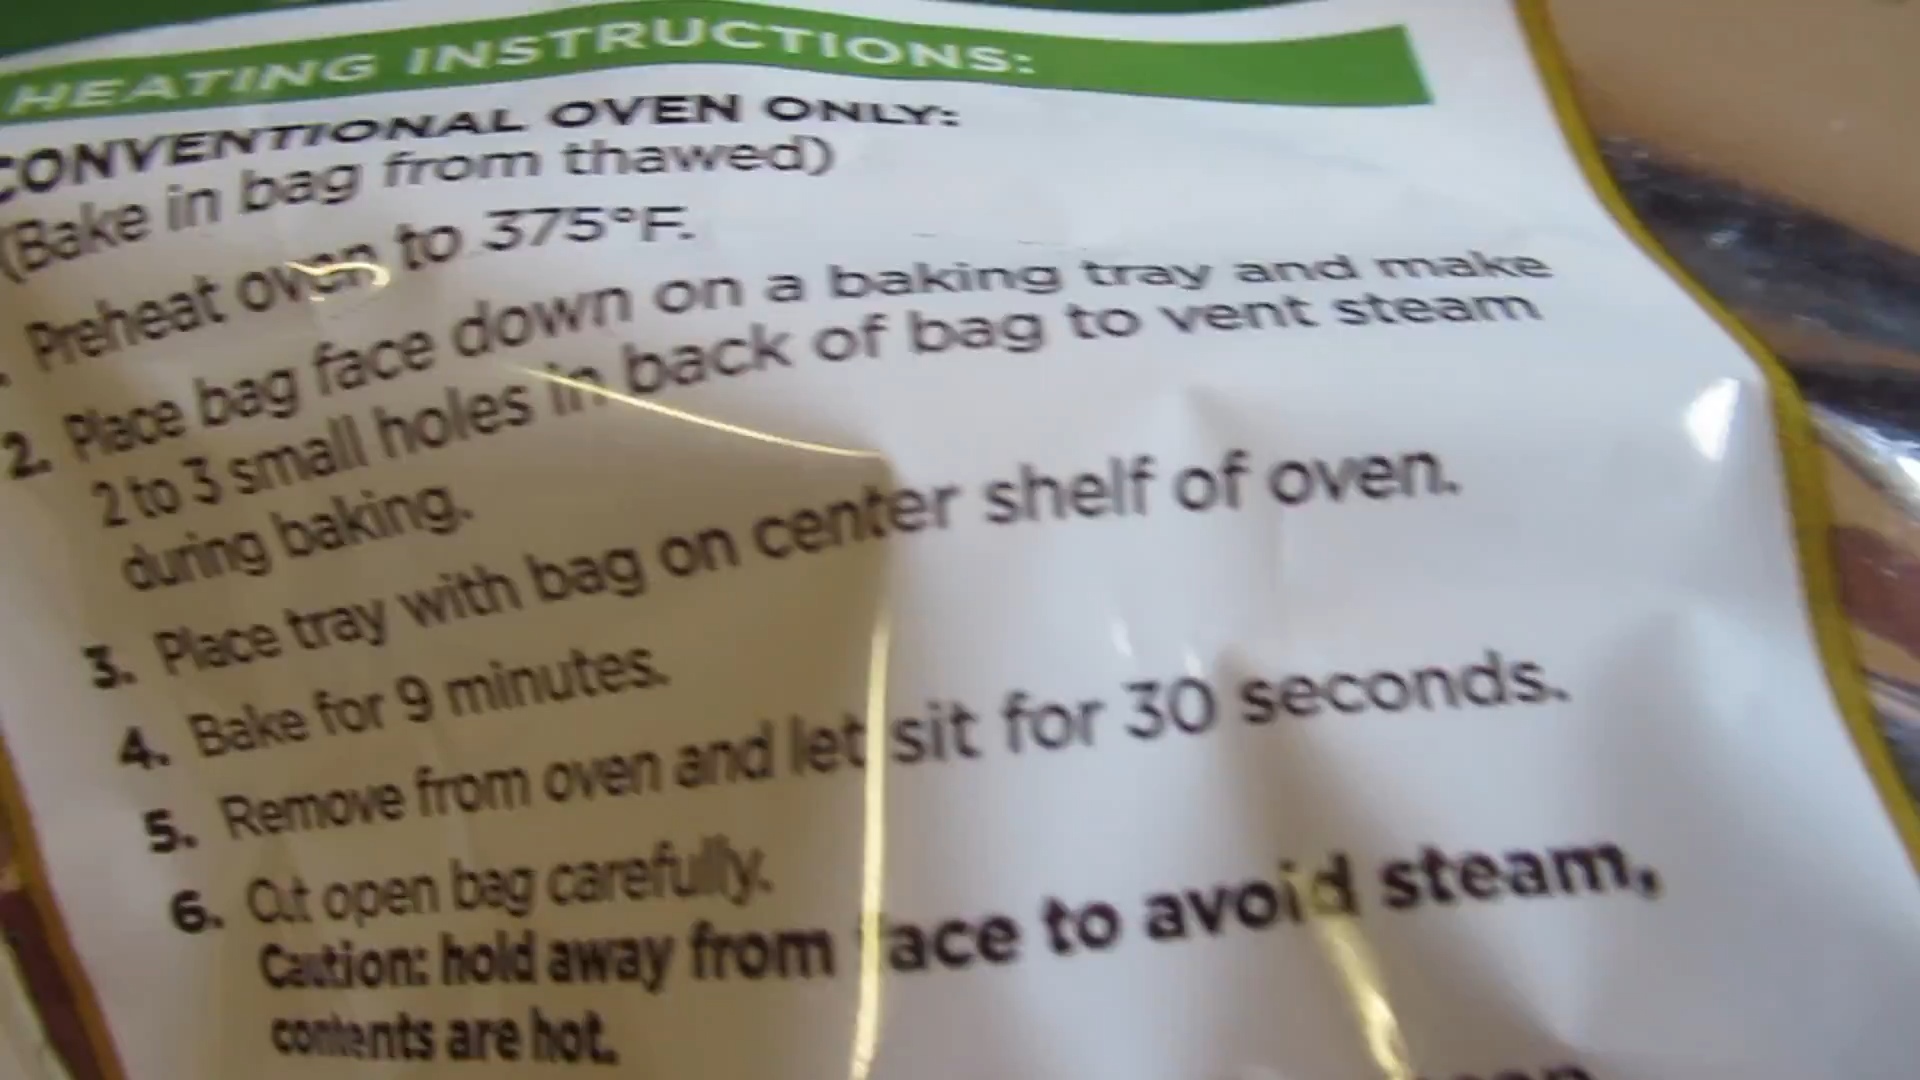 HEATING INSTRUCTIONS:
CONVENTIONAL OVEN ONLY:
(Bake in bag from thawed)
Preheat oven to 375°F.
2. Place bag face down on a baking tray and make
2 to 3 small holes in back of bag to vent steam
during baking.
3. Place tray with bag on center shelf of oven.
4. Bake for 9 minutes.
5. Remove from oven and let sit for 30 seconds.
6. Cut open bag carefully.
Caution: hold away from face to avoid steam,
contents are hot.